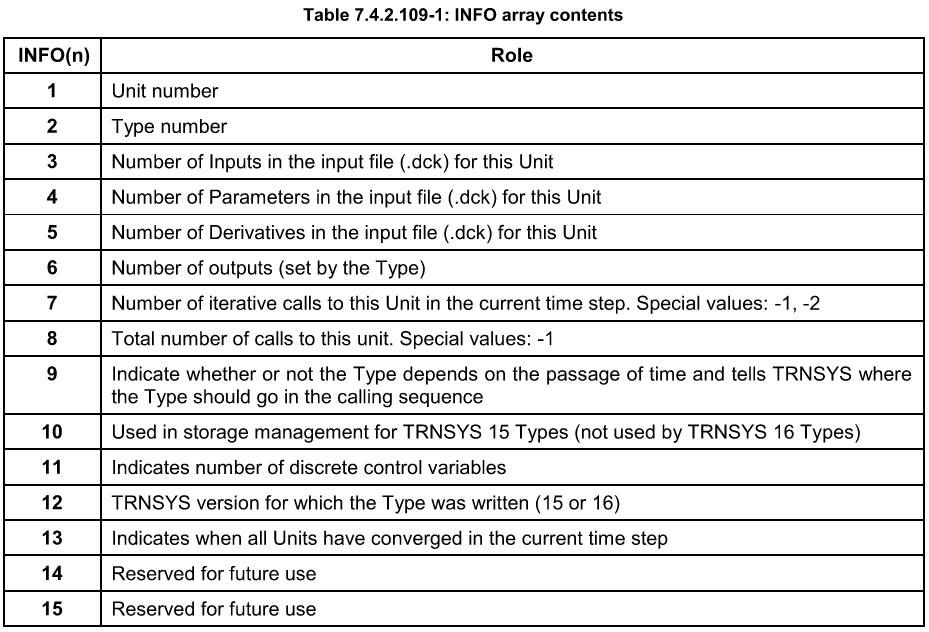 Table 7.4.2.109-1: INFO array contents
INFO(n) Role
1 Unit number
2 Type number
3 Number of Inputs in the input file (.dck) for this Unit
4 Number of Parameters in the input file (.dck) for this Unit
5 Number of Derivatives in the input file (.dck) for this Unit
6 Number of outputs (set by the Type)
7 Number of iterative calls to this Unit in the current time step. Special values: -1, -2
8 Total number of calls to this unit. Special values: -1
9 Indicate whether or not the Type depends on the passage of time and tells TRNSYS where
the Type should go in the calling sequence
10 Used in storage management for TRNSYS 15 Types (not used by TRNSYS 16 Types)
11 Indicates number of discrete control variables
12 TRNSYS version for which the Type was written (15 or 16)
13 Indicates when all Units have converged in the current time step
14 Reserved for future use
15 Reserved for future use